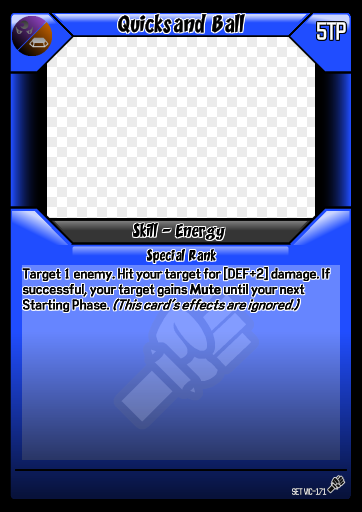 Quicksand Ball
5TP
Skill - Energy
Special Rank
Target 1 enemy. Hit your target for [DEF+2] damage. If
successful, your target gains Mute until your next
Starting Phase. (This card's effects are ignored.)
SET VIC-171